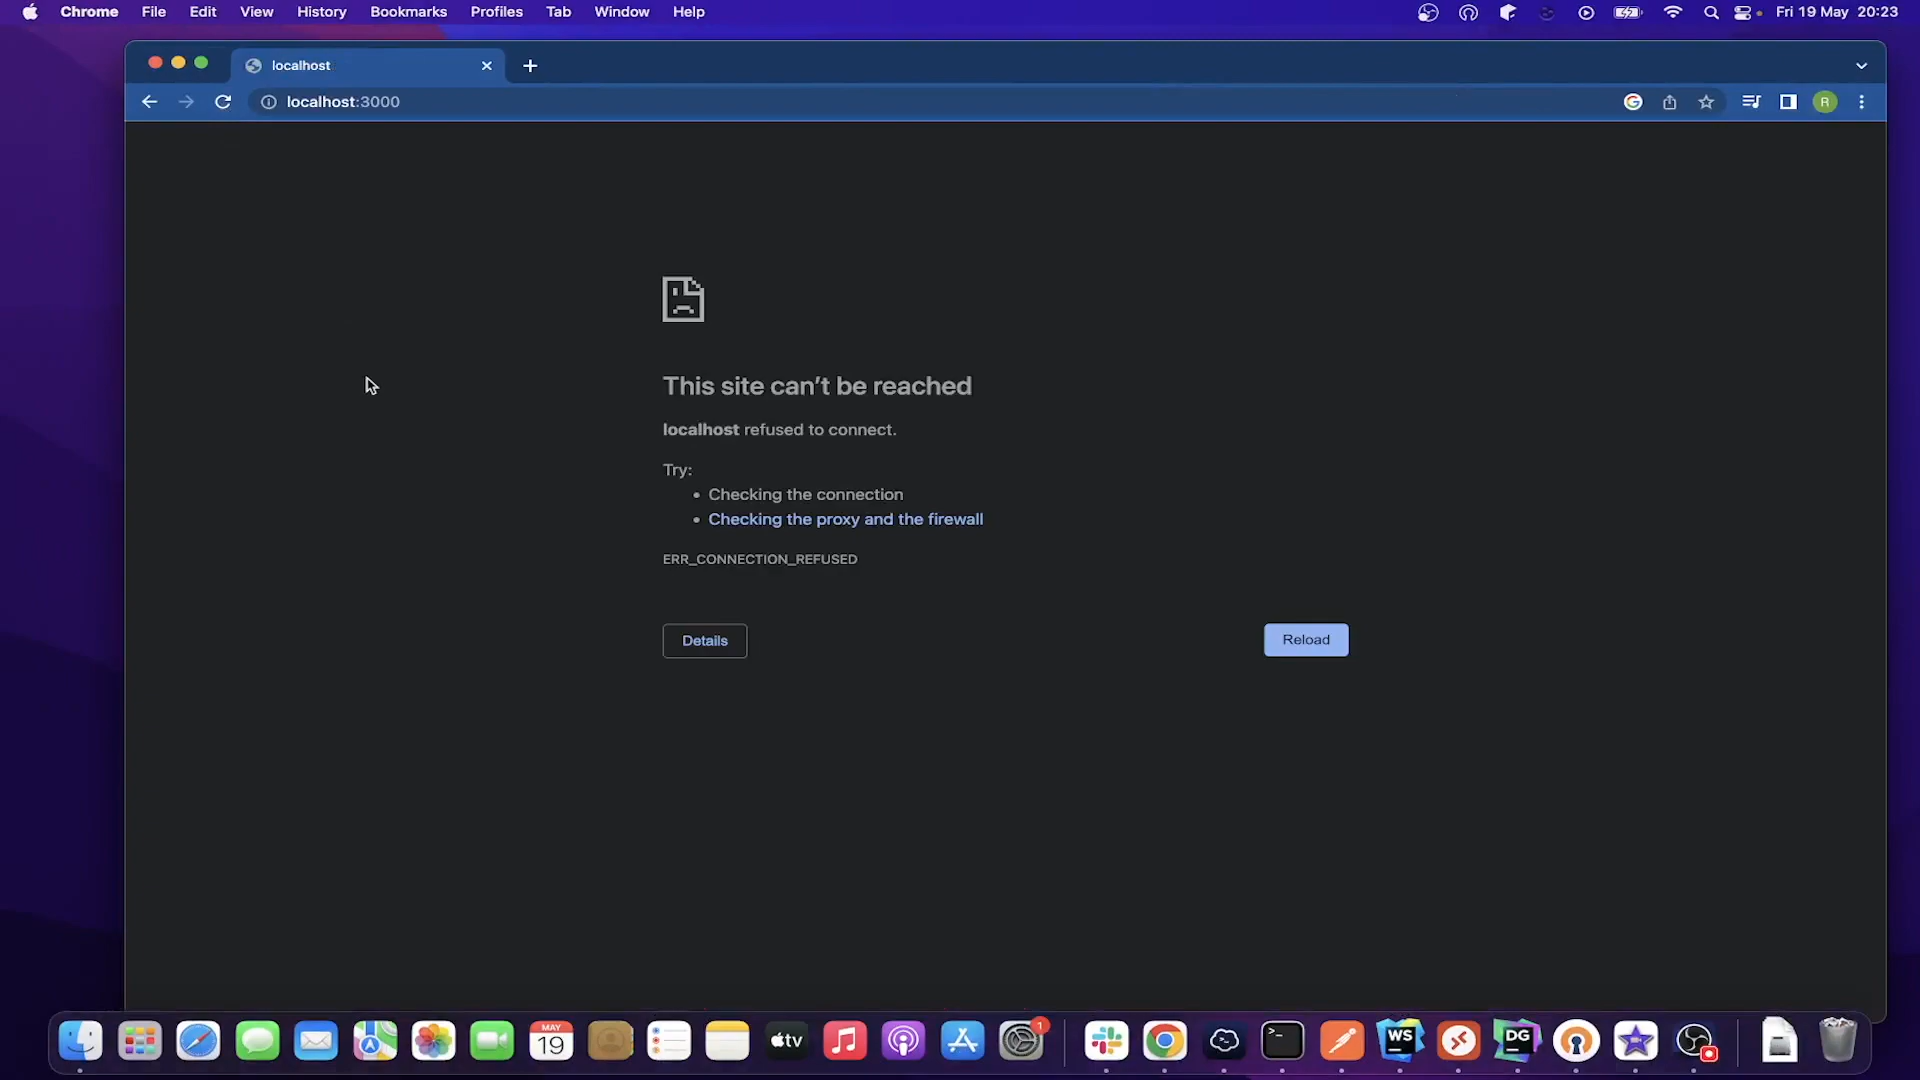 Chrome File Edit View History Bookmarks Profiles Tab Window Help Fri 19 May 20:23
localhost
localhost:3000 R
This site can’t be reached
localhost refused to connect.
Try:
• Checking the connection
• Checking the proxy and the firewall
ERR_CONNECTION_REFUSED
Details Reload
MAY
19
tv
1
>_
WS
DG